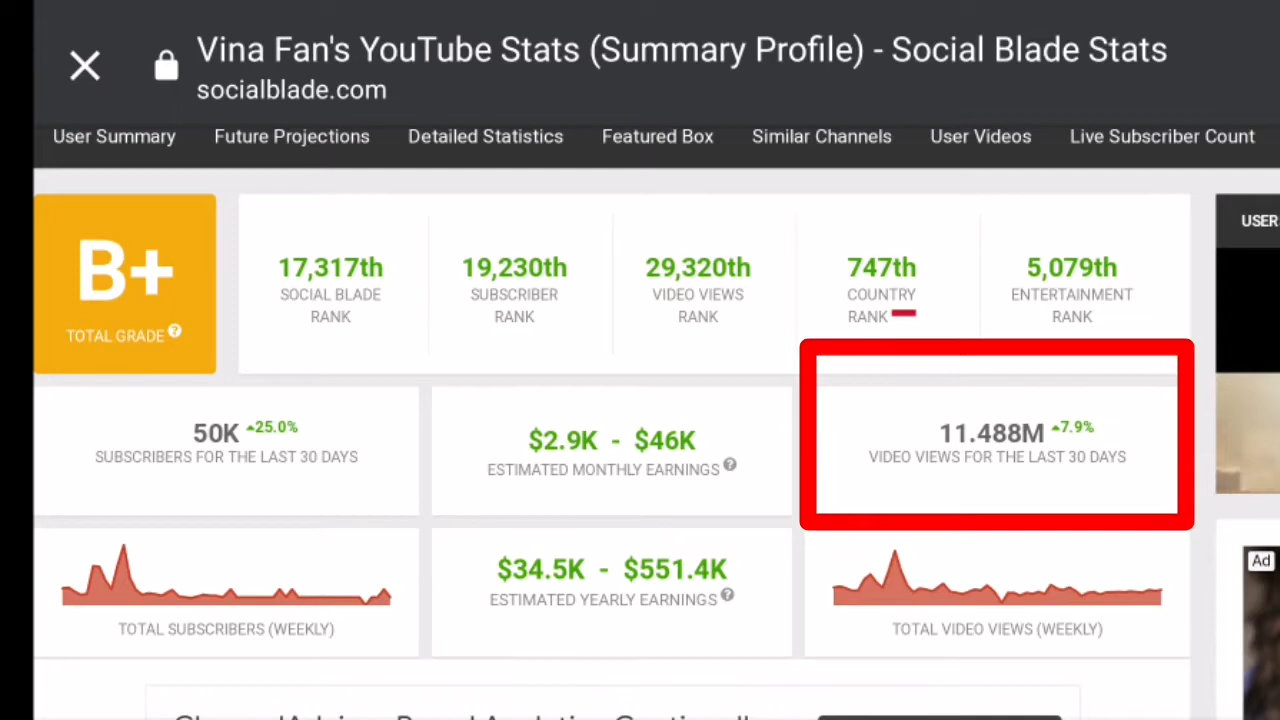 Vina Fan's YouTube Stats (Summary Profile) - Social Blade Stats
socialblade.com
User Summary Future Projections Detailed Statistics Featured Box Similar Channels User Videos Live Subscriber Count
B+
TOTAL GRADE ?
17,317th
SOCIAL BLADE
RANK
19,230th
SUBSCRIBER
RANK
29,320th
VIDEO VIEWS
RANK
747th
COUNTRY
RANK
5,079th
ENTERTAINMENT
RANK
USER
50K 25.0%
SUBSCRIBERS FOR THE LAST 30 DAYS
$2.9K - $46K
ESTIMATED MONTHLY EARNINGS ?
11.488M 7.9%
VIDEO VIEWS FOR THE LAST 30 DAYS
TOTAL SUBSCRIBERS (WEEKLY)
$34.5K - $551.4K
ESTIMATED YEARLY EARNINGS ?
TOTAL VIDEO VIEWS (WEEKLY)
Ad